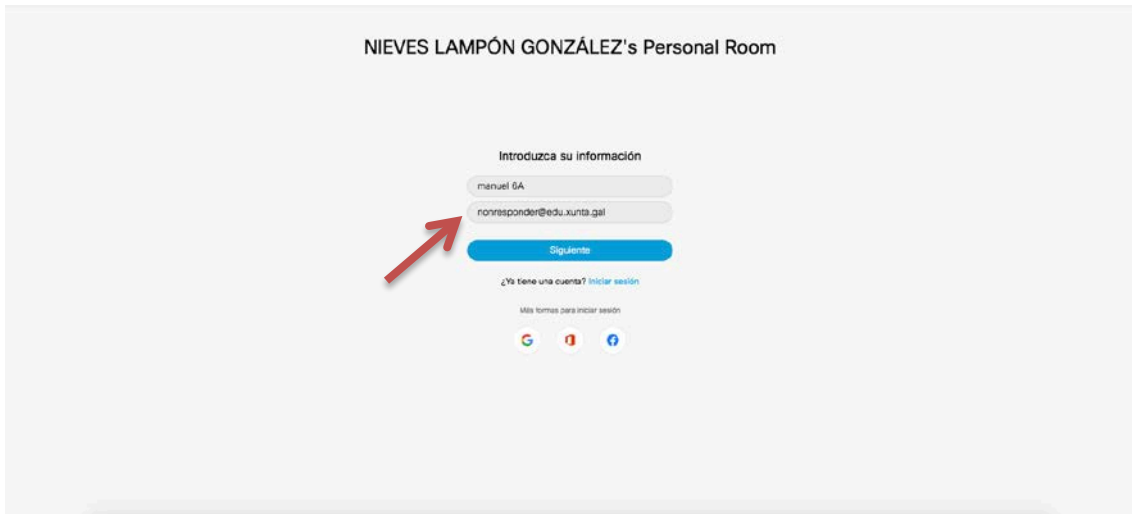 NIEVES LAMPÓN GONZÁLEZ's Personal Room
Introduzca su información
manuel 6A
nonresponder@edu.xunta.gal
Siguiente
¿Ya tiene una cuenta? Iniciar sesión
Más formas para iniciar sesión